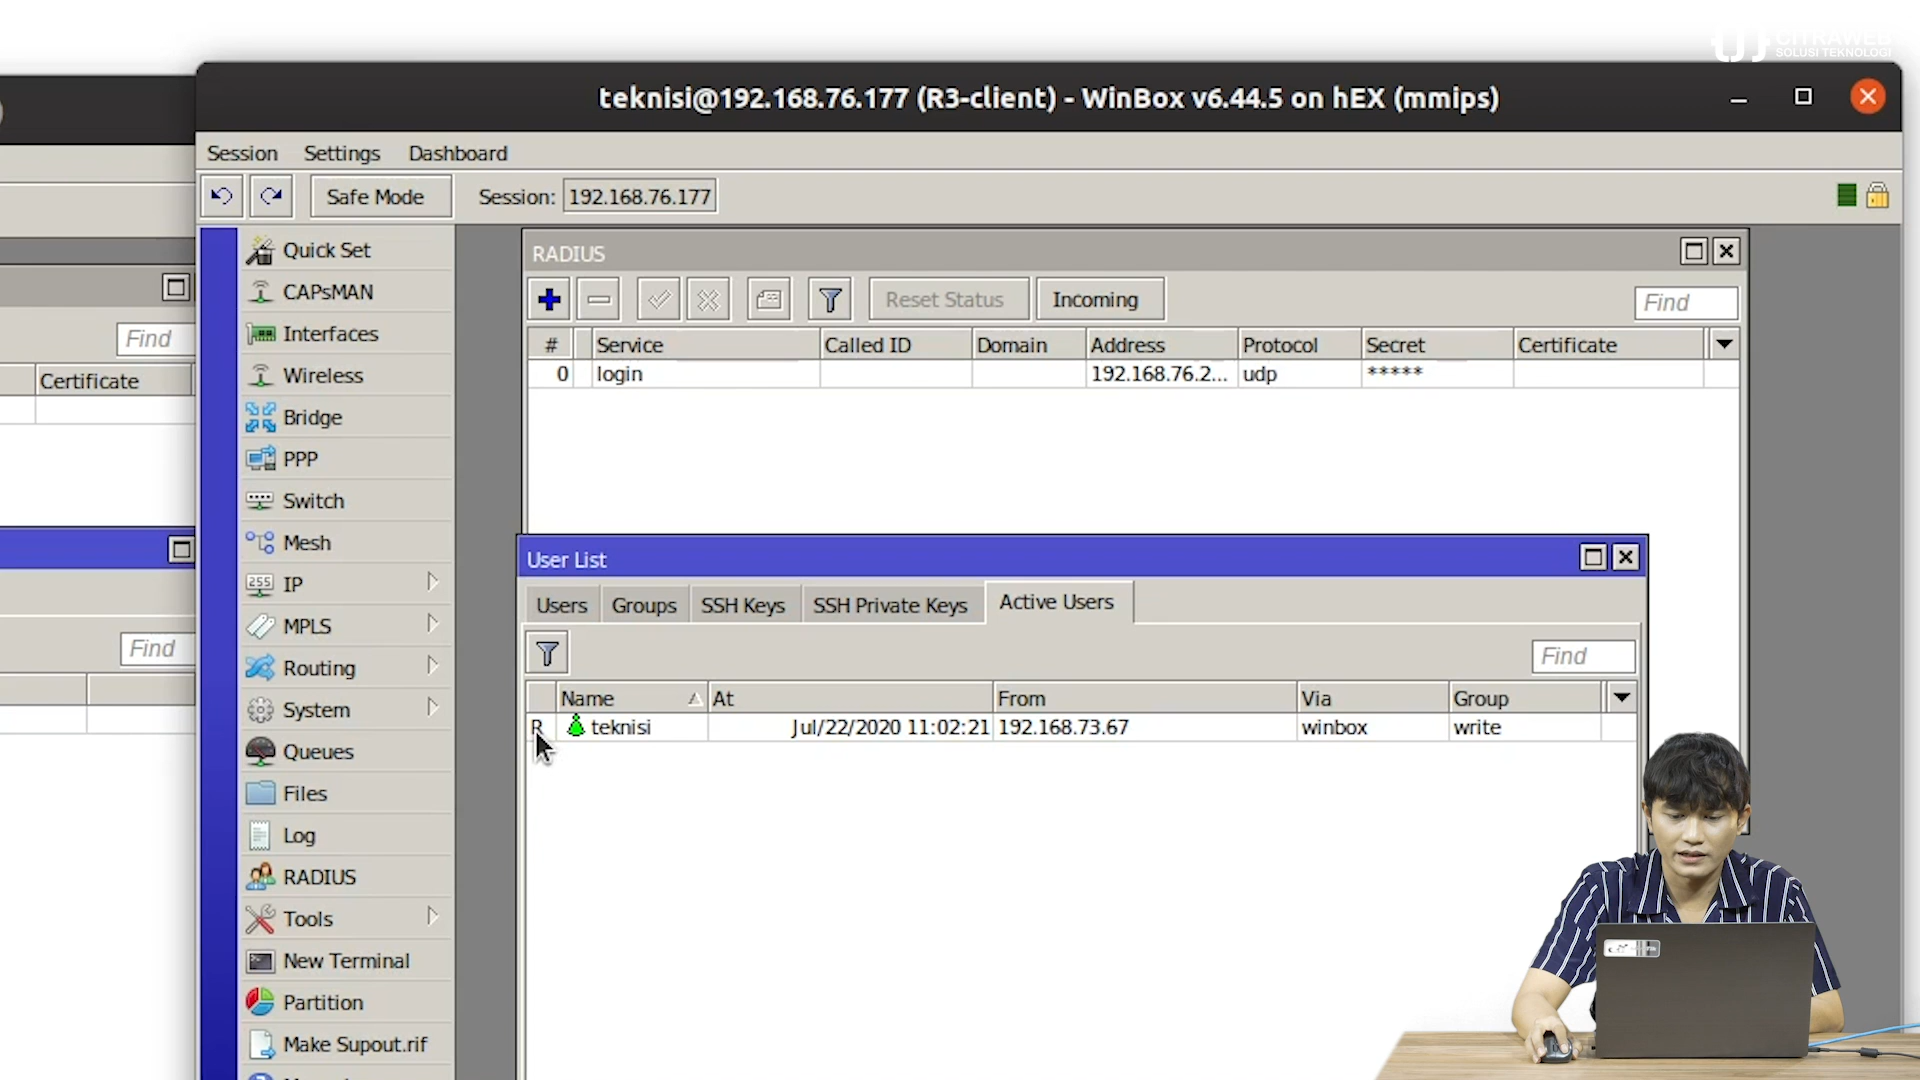 CITRAWEB
SOLUSI TEKNOLOGI
teknisi@192.168.76.177 (R3-client) - WinBox v6.44.5 on hEX (mmips)
Session Settings Dashboard
Safe Mode Session: 192.168.76.177
Find
Certificate
Find
Quick Set
CAPsMAN
Interfaces
Wireless
Bridge
PPP
Switch
Mesh
IP
MPLS
Routing
System
Queues
Files
Log
RADIUS
Tools
New Terminal
Partition
Make Supout.rif
RADIUS
Reset Status Incoming Find
# Service Called ID Domain Address Protocol Secret Certificate
0 login 192.168.76.2... udp *****
User List
Users Groups SSH Keys SSH Private Keys Active Users
Find
Name At From Via Group
R teknisi Jul/22/2020 11:02:21 192.168.73.67 winbox write